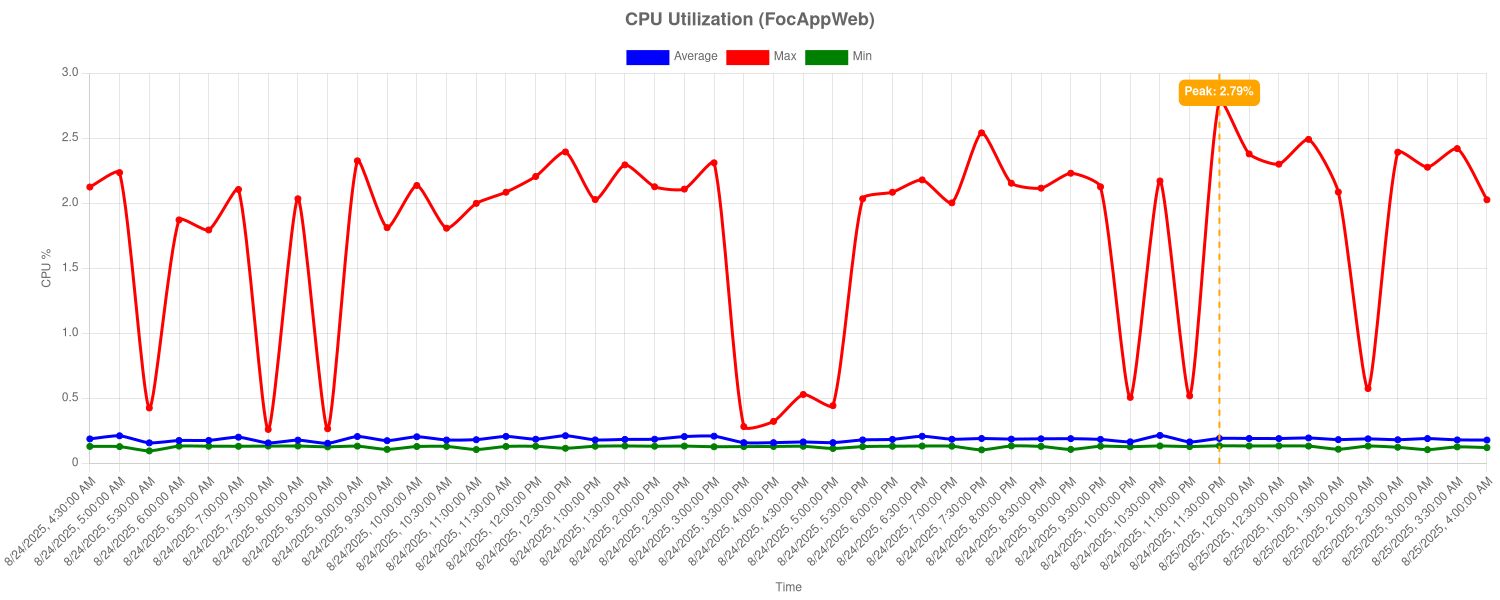 CPU Utilization (FocAppWeb)
Average Max Min
3.0
Peak: 2.79%
2.5
2.0
1.5
1.0
0.5
0
CPU %
8/24/2025, 4:30:00 AM
8/24/2025, 5:00:00 AM
8/24/2025, 5:30:00 AM
8/24/2025, 6:00:00 AM
8/24/2025, 6:30:00 AM
8/24/2025, 7:00:00 AM
8/24/2025, 7:30:00 AM
8/24/2025, 8:00:00 AM
8/24/2025, 8:30:00 AM
8/24/2025, 9:00:00 AM
8/24/2025, 9:30:00 AM
8/24/2025, 10:00:00 AM
8/24/2025, 10:30:00 AM
8/24/2025, 11:00:00 AM
8/24/2025, 11:30:00 AM
8/24/2025, 12:00:00 PM
8/24/2025, 12:30:00 PM
8/24/2025, 1:00:00 PM
8/24/2025, 1:30:00 PM
8/24/2025, 2:00:00 PM
8/24/2025, 2:30:00 PM
8/24/2025, 3:00:00 PM
8/24/2025, 3:30:00 PM
8/24/2025, 4:00:00 PM
8/24/2025, 4:30:00 PM
8/24/2025, 5:00:00 PM
8/24/2025, 5:30:00 PM
8/24/2025, 6:00:00 PM
8/24/2025, 6:30:00 PM
8/24/2025, 7:00:00 PM
8/24/2025, 7:30:00 PM
8/24/2025, 8:00:00 PM
8/24/2025, 8:30:00 PM
8/24/2025, 9:00:00 PM
8/24/2025, 9:30:00 PM
8/24/2025, 10:00:00 PM
8/24/2025, 10:30:00 PM
8/24/2025, 11:00:00 PM
8/24/2025, 11:30:00 PM
8/25/2025, 12:00:00 AM
8/25/2025, 12:30:00 AM
8/25/2025, 1:00:00 AM
8/25/2025, 1:30:00 AM
8/25/2025, 2:00:00 AM
8/25/2025, 2:30:00 AM
8/25/2025, 3:00:00 AM
8/25/2025, 3:30:00 AM
8/25/2025, 4:00:00 AM
Time